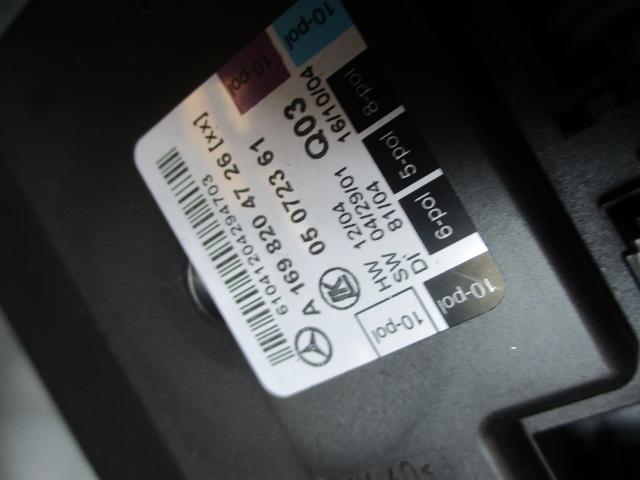 61041204294703
A 169 820 47 26 [xx]
05 0723 61 Q03
HW 12/04 16/10/04
SW 04/29/01
DI 81/04
10-pol
10-pol
8-pol
5-pol
6-pol
10-pol
10-pol